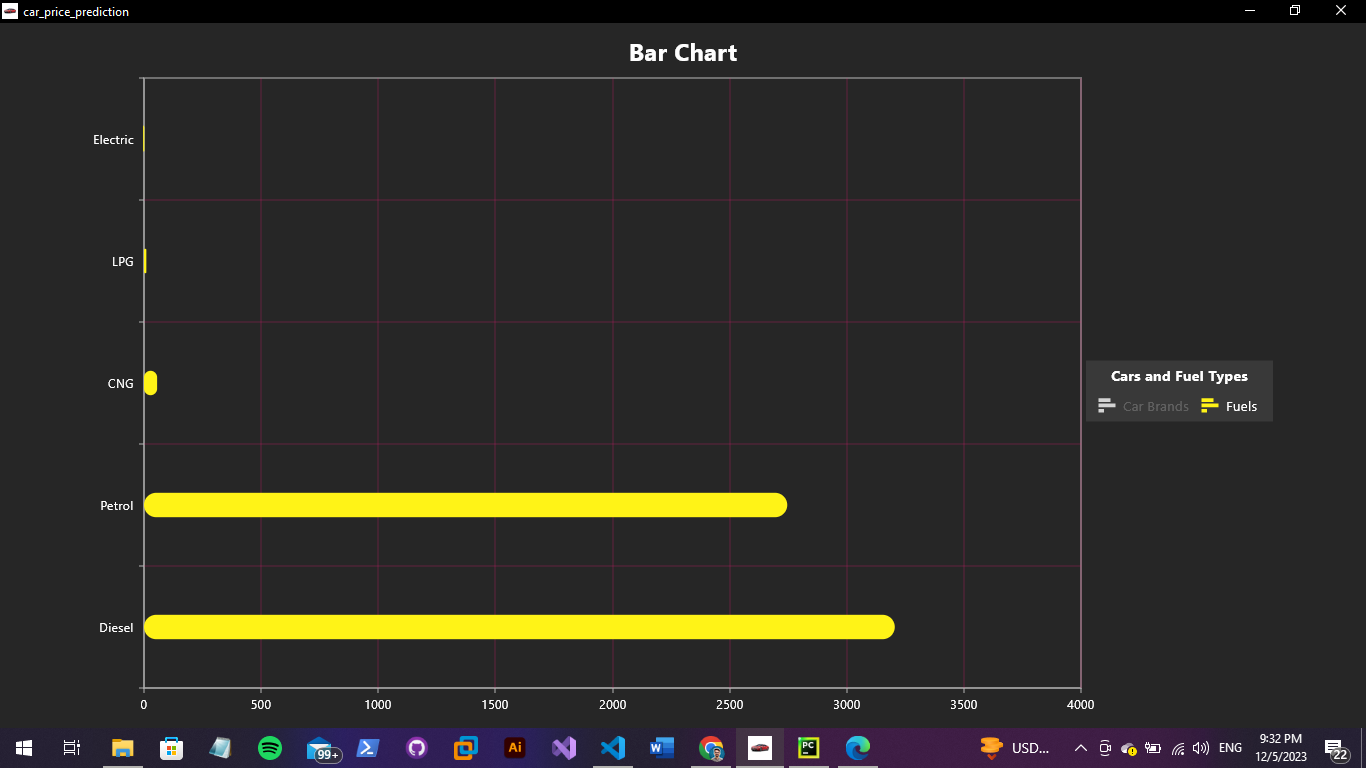 car_price_prediction
Bar Chart
Electric
LPG
CNG
Petrol
Diesel
0 500 1000 1500 2000 2500 3000 3500 4000
Cars and Fuel Types
Car Brands Fuels
99+
Ai
W
PC
USD...
ENG
9:32 PM
12/5/2023
22